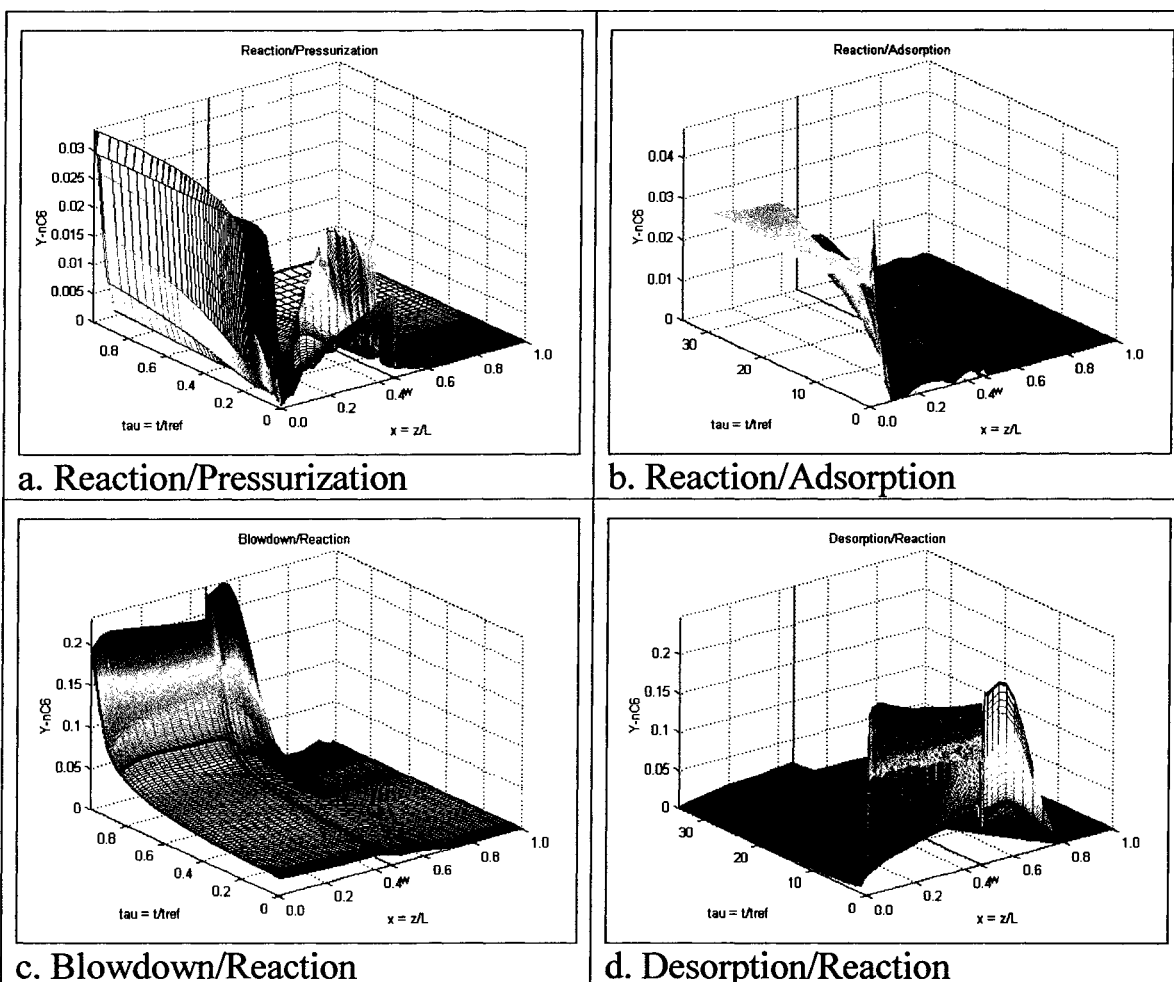 Reaction/Pressurization
0.03
0.025
0.02
0.015
0.01
0.005
0
Y-nC6
0.8
0.6
0.4
0.2
0
0.0
0.2
0.4w
0.6
0.8
1.0
tau = t/tref
x = z/L
a. Reaction/Pressurization
Reaction/Adsorption
0.04
0.03
0.02
0.01
0
Y-nC6
30
20
10
0
0.0
0.2
0.4w
0.6
0.8
1.0
tau = t/tref
x = z/L
b. Reaction/Adsorption
Blowdown/Reaction
0.2
0.15
0.1
0.05
0
Y-nC6
0.8
0.6
0.4
0.2
0
0.0
0.2
0.4w
0.6
0.8
1.0
tau = t/tref
x = z/L
c. Blowdown/Reaction
Desorption/Reaction
0.2
0.15
0.1
0.05
0
Y-nC6
30
20
10
0
0.0
0.2
0.4w
0.6
0.8
1.0
tau = t/tref
x = z/L
d. Desorption/Reaction